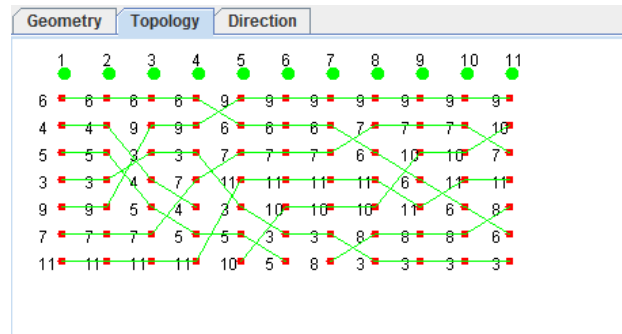 Geometry Topology Direction
1 2 3 4 5 6 7 8 9 10 11
6 6 6 6 9 9 9 9 9 9 9
4 4 9 9 6 6 6 7 7 7 10
5 5 3 3 7 7 7 6 10 10 7
3 3 4 7 11 11 11 11 6 11 11
9 9 5 4 3 10 10 10 11 6 8
7 7 7 5 5 3 3 8 8 8 6
11 11 11 11 10 5 8 3 3 3 3